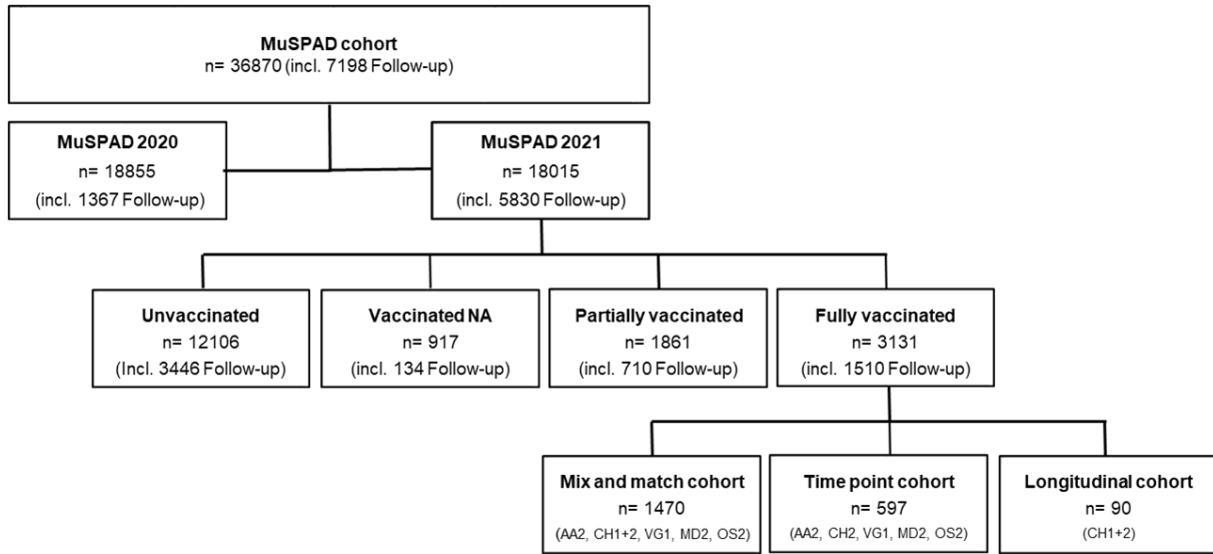 MuSPAD cohort
n= 36870 (incl. 7198 Follow-up)
MuSPAD 2020
n= 18855
(incl. 1367 Follow-up)
MuSPAD 2021
n= 18015
(incl. 5830 Follow-up)
Unvaccinated
n= 12106
(Incl. 3446 Follow-up)
Vaccinated NA
n= 917
(incl. 134 Follow-up)
Partially vaccinated
n= 1861
(incl. 710 Follow-up)
Fully vaccinated
n= 3131
(incl. 1510 Follow-up)
Mix and match cohort
n= 1470
(AA2, CH1+2, VG1, MD2, OS2)
Time point cohort
n= 597
(AA2, CH2, VG1, MD2, OS2)
Longitudinal cohort
n= 90
(CH1+2)